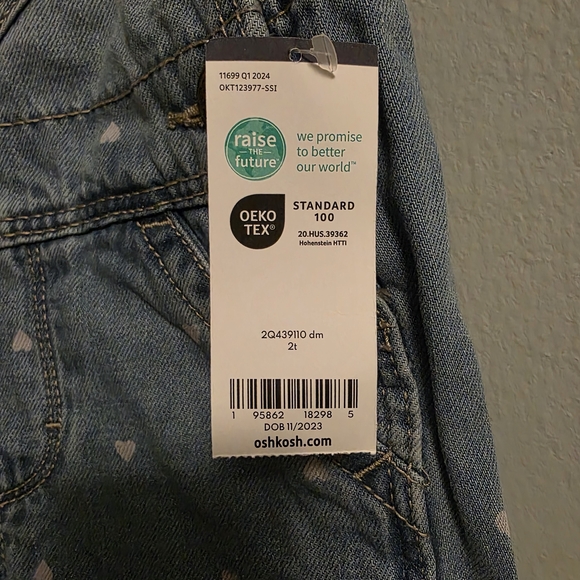 11699 Q1 2024
OKT123977-SSI
raise
THE
future
we promise
to better
our world™
OEKO
TEX®
STANDARD
100
20.HUS.39362
Hohenstein HTTI
2Q439110 dm
2t
1 95862 18298 5
DOB 11/2023
oshkosh.com